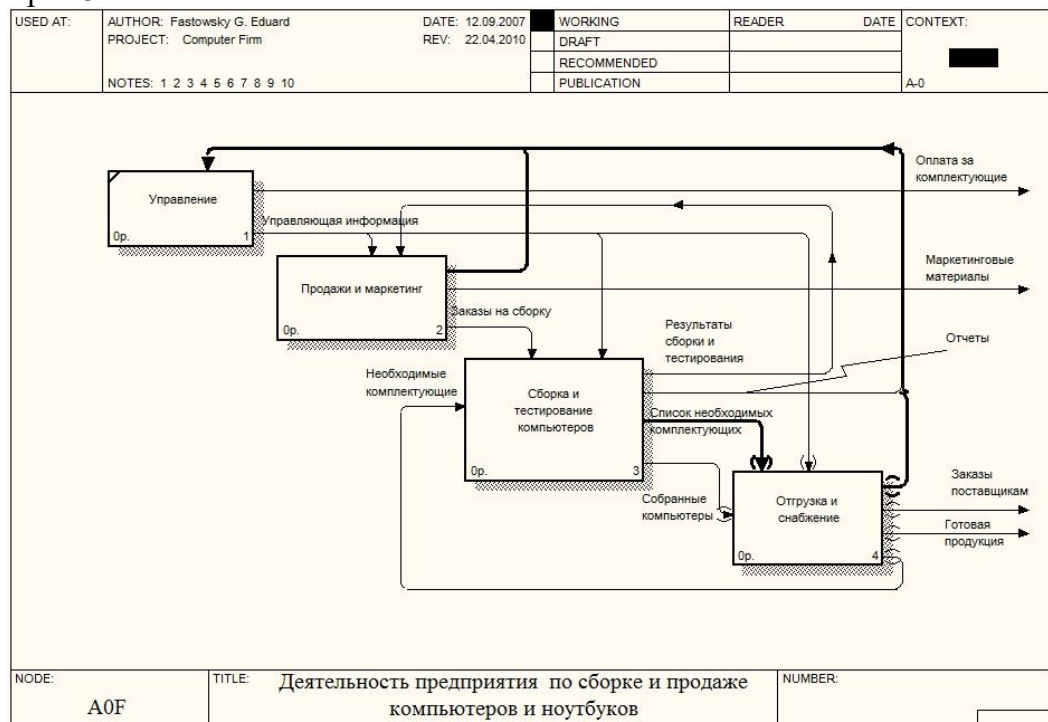 USED AT:
AUTHOR: Fastowsky G. Eduard
DATE: 12.09.2007
PROJECT: Computer Firm
REV: 22.04.2010
NOTES: 1 2 3 4 5 6 7 8 9 10
WORKING
DRAFT
RECOMMENDED
PUBLICATION
READER
DATE
CONTEXT:
A-0
Управление
0р.
1
Оплата за
комплектующие
Управляющая информация
Продажи и маркетинг
0р.
2
Маркетинговые
материалы
Заказы на сборку
Результаты
сборки и
тестирования
Отчеты
Необходимые
комплектующие
Сборка и
тестирование
компьютеров
0р.
3
Список необходимых
комплектующих
Собранные
компьютеры
Отгрузка и
снабжение
0р.
4
Заказы
поставщикам
Готовая
продукция
NODE:
A0F
TITLE:
Деятельность предприятия по сборке и продаже
компьютеров и ноутбуков
NUMBER: